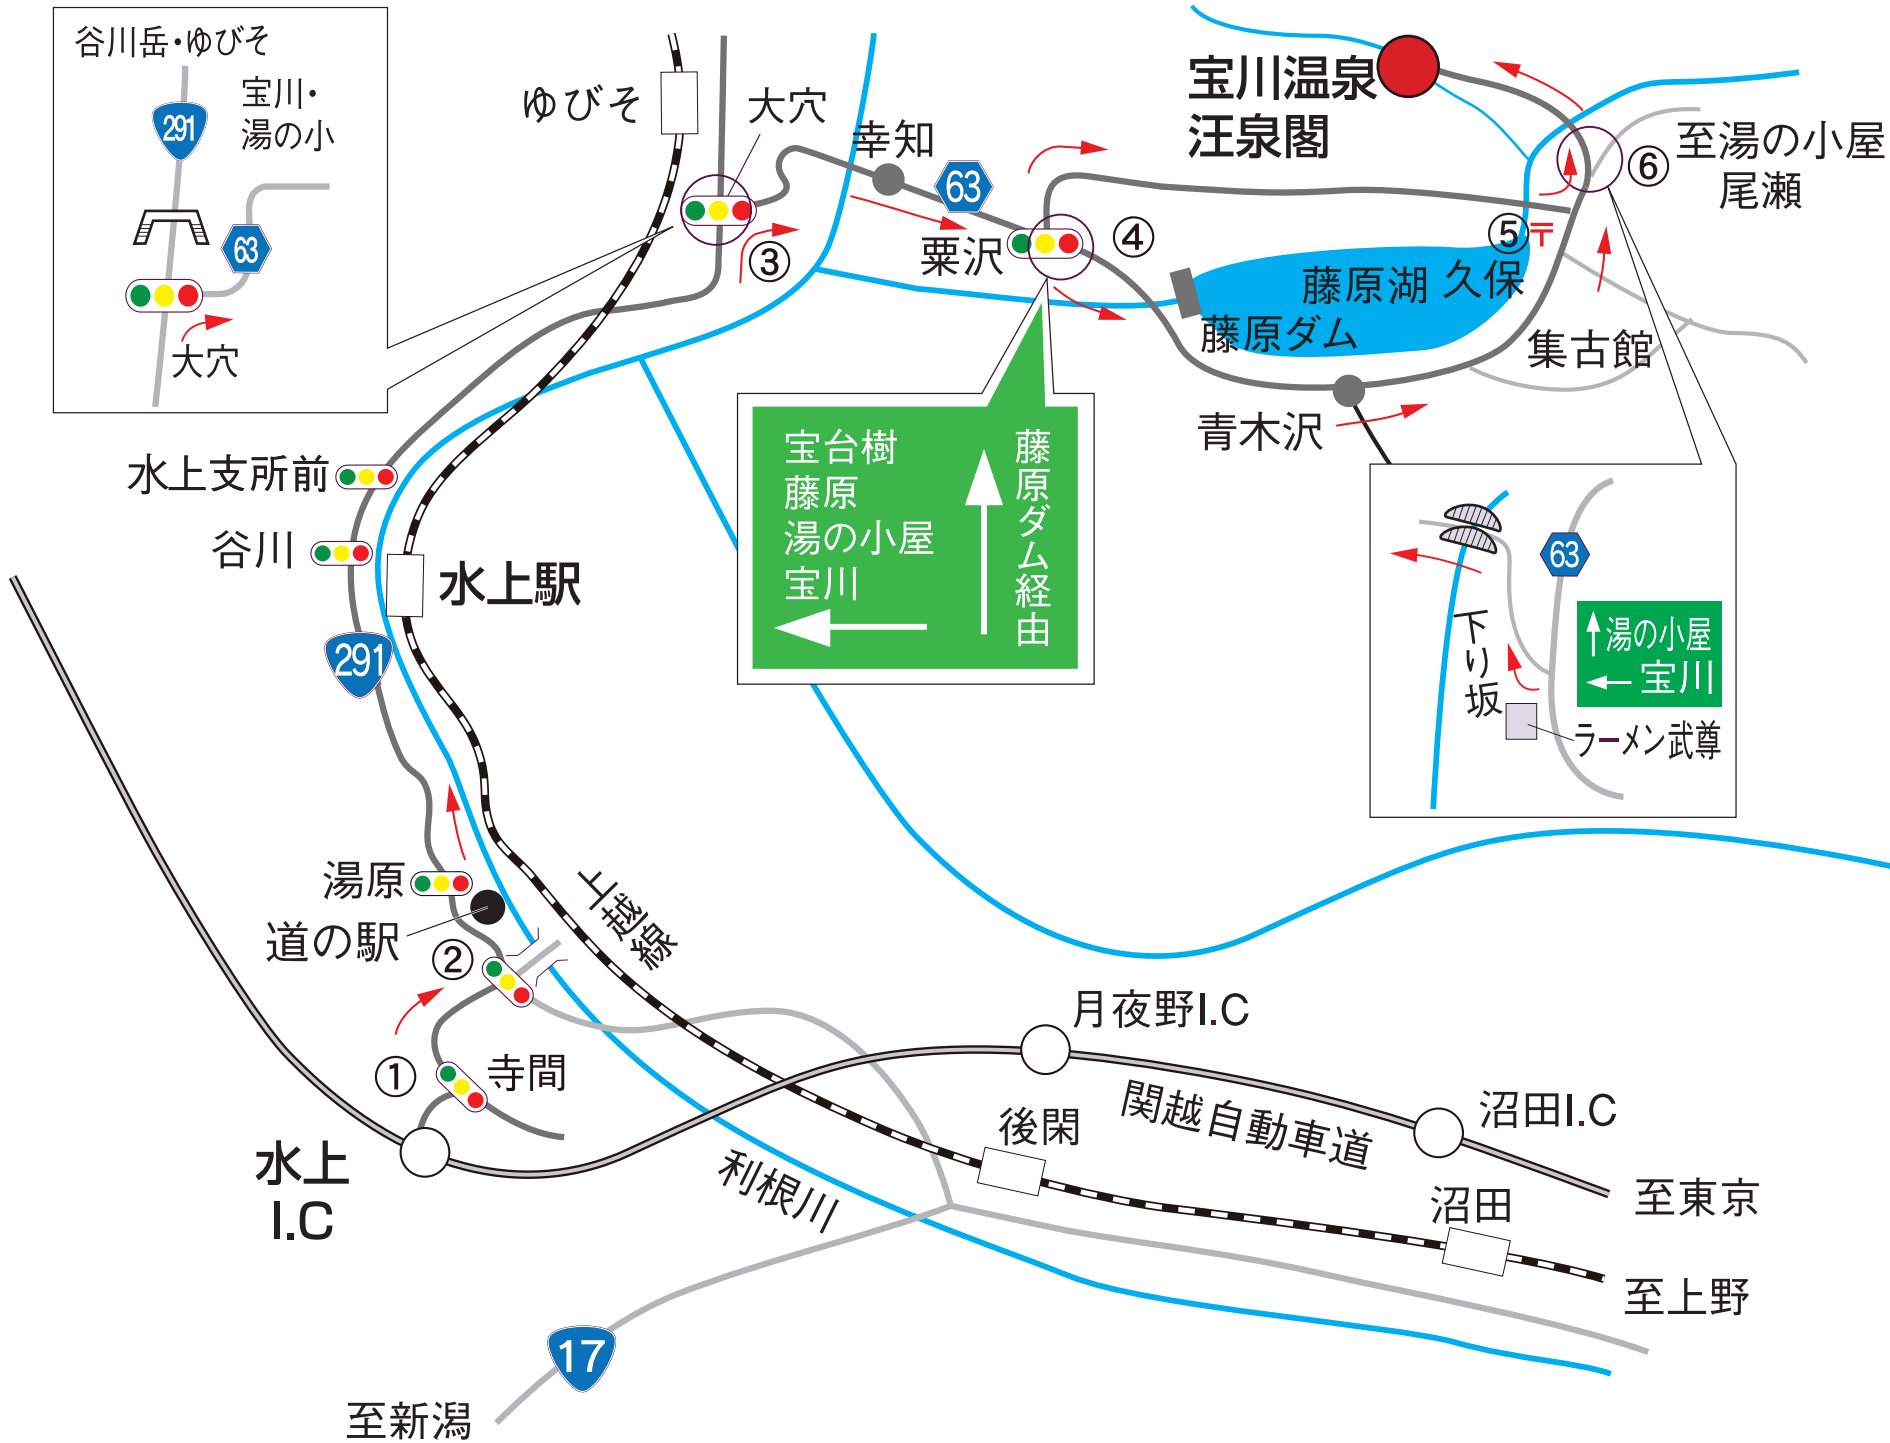 谷川岳・ゆびそ
宝川・
湯の小
291
63
大穴
ゆびそ
大穴
③
幸知
63
粟沢
④
宝川温泉
汪泉閣
至湯の小屋
尾瀬
⑥
⑤〒
久保
藤原湖
藤原ダム
集古館
青木沢
宝台樹
藤原
湯の小屋
宝川
藤原ダム経由
63
湯の小屋
宝川
下り坂
ラーメン武尊
水上支所前
谷川
水上駅
291
湯原
道の駅
②
上越線
①
寺間
水上
I.C
利根川
月夜野I.C
関越自動車道
沼田I.C
後閑
沼田
至東京
至上野
17
至新潟